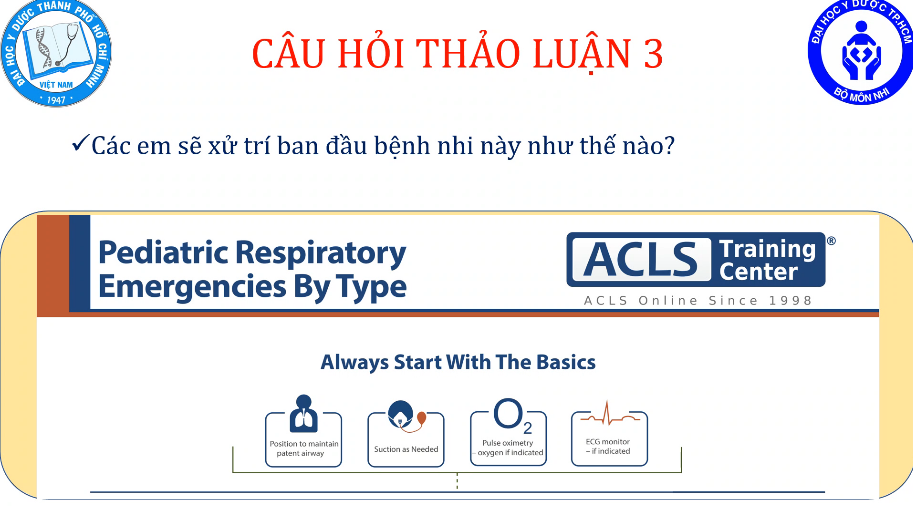 ĐẠI HỌC Y DƯỢC THÀNH PHỐ HỒ CHÍ MINH
VIỆT NAM
1947
CÂU HỎI THẢO LUẬN 3
ĐẠI HỌC Y DƯỢC TP.HCM
BỘ MÔN NHI
✓Các em sẽ xử trí ban đầu bệnh nhi này như thế nào?
Pediatric Respiratory
Emergencies By Type
ACLS Training Center®
ACLS Online Since 1998
Always Start With The Basics
Position to maintain
patent airway
Suction as Needed
O2
Pulse oximetry
– oxygen if indicated
ECG monitor
– if indicated